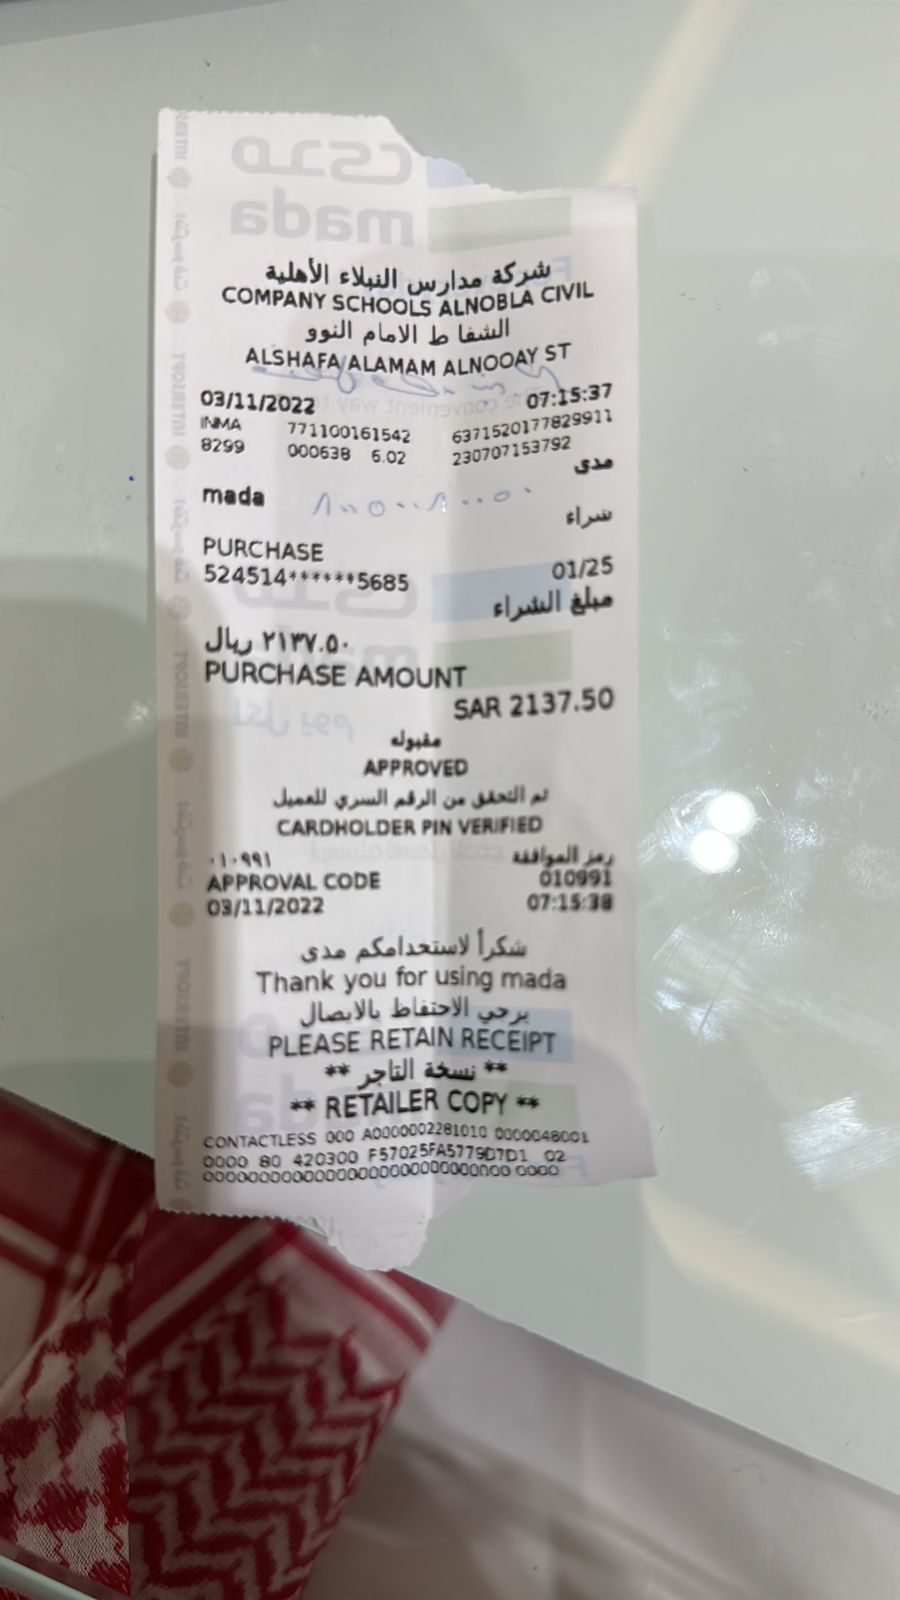 شركة مدارس النبلاء الأهلية
COMPANY SCHOOLS ALNOBLA CIVIL
الشفا ط الامام النوو
ALSHAFA ALAMAM ALNOOAY ST
03/11/2022 07:15:37
INMA 771100161542 6371520177829911
8299 000638 6.02 230707153792
مدى
mada
شراء
PURCHASE
524514******5685 01/25
مبلغ الشراء
٢١٣٧.٥٠ ريال
PURCHASE AMOUNT
SAR 2137.50
مقبوله
APPROVED
تم التحقق من الرقم السري للعميل
CARDHOLDER PIN VERIFIED
رمز الموافقة ٠١٠٩٩١
APPROVAL CODE 010991
03/11/2022 07:15:38
شكراً لاستخدامكم مدى
Thank you for using mada
يرجى الاحتفاظ بالايصال
PLEASE RETAIN RECEIPT
** نسخة التاجر **
** RETAILER COPY **
CONTACTLESS 000 A0000002281010 0000048001
0000 80 420300 F57025FA5779D7D1 02